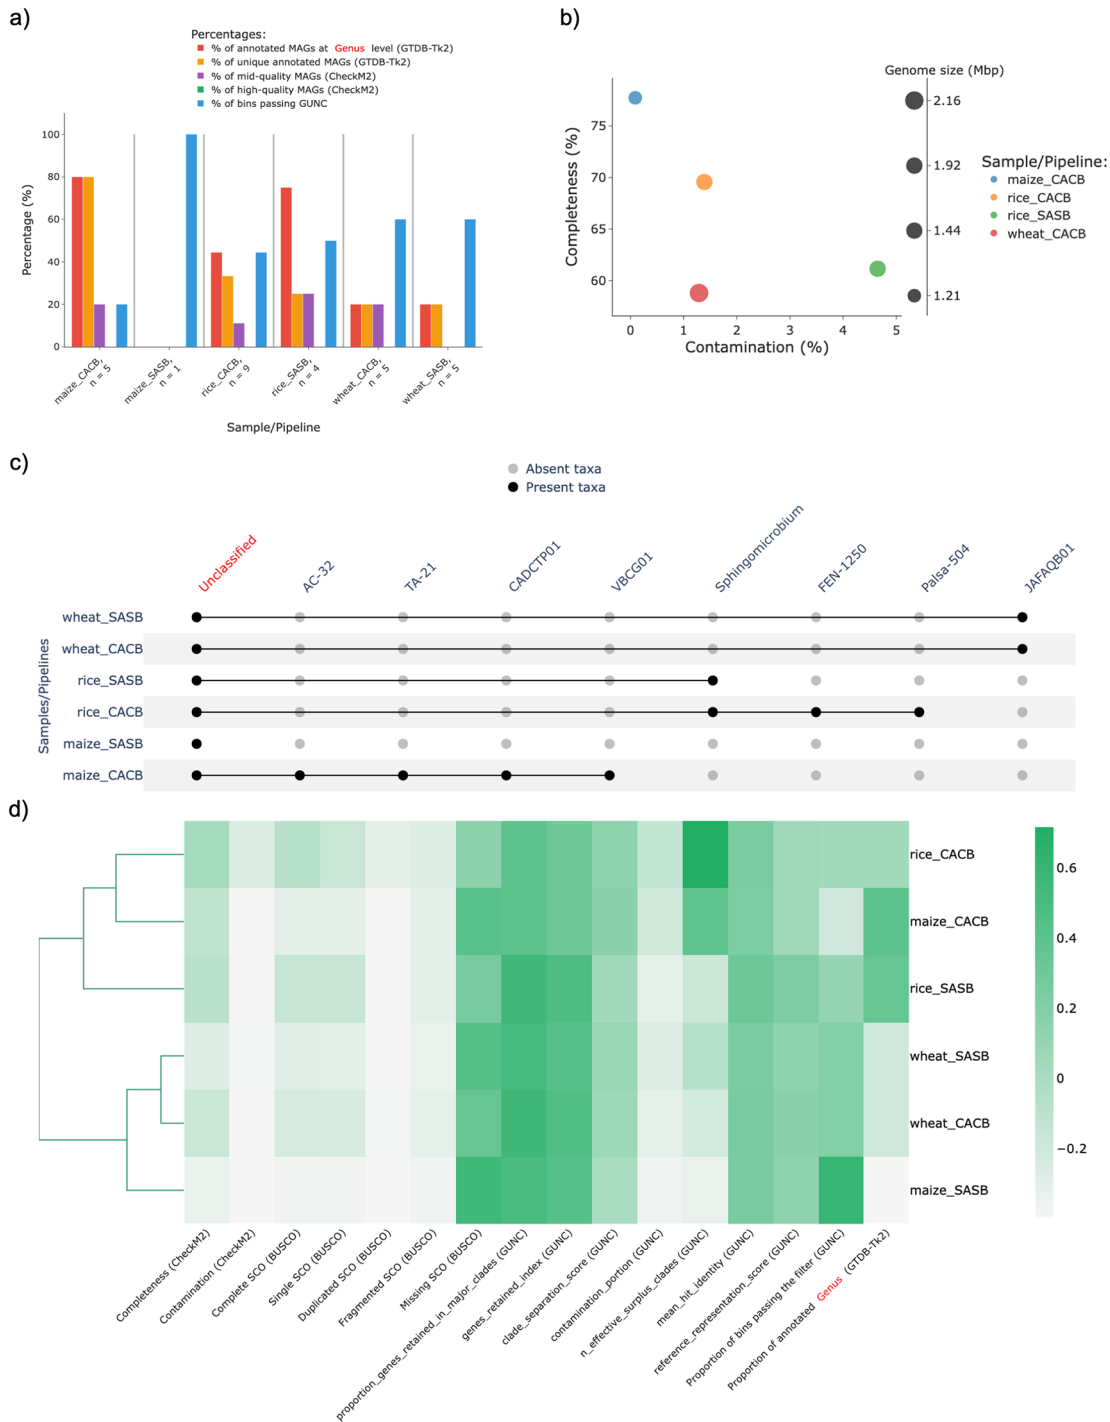 a)
Percentages:
% of annotated MAGs at Genus level (GTDB-Tk2)
% of unique annotated MAGs (GTDB-Tk2)
% of mid-quality MAGs (CheckM2)
% of high-quality MAGs (CheckM2)
% of bins passing GUNC
Percentage (%)
100
80
60
40
20
0
maize_CACB,
n = 5
maize_SASB,
n = 1
rice_CACB,
n = 9
rice_SASB,
n = 4
wheat_CACB,
n = 5
wheat_SASB,
n = 5
Sample/Pipeline
b)
Completeness (%)
75
70
65
60
0
1
2
3
4
5
Contamination (%)
Genome size (Mbp)
2.16
1.92
1.44
1.21
Sample/Pipeline:
maize_CACB
rice_CACB
rice_SASB
wheat_CACB
c)
Absent taxa
Present taxa
Unclassified
AC-32
TA-21
CADCTP01
VBCG01
Sphingomicrobium
FEN-1250
Palsa-504
JAFAQB01
Samples/Pipelines
wheat_SASB
wheat_CACB
rice_SASB
rice_CACB
maize_SASB
maize_CACB
d)
rice_CACB
maize_CACB
rice_SASB
wheat_SASB
wheat_CACB
maize_SASB
0.6
0.4
0.2
0
−0.2
Completeness (CheckM2)
Contamination (CheckM2)
Complete SCO (BUSCO)
Single SCO (BUSCO)
Duplicated SCO (BUSCO)
Fragmented SCO (BUSCO)
Missing SCO (BUSCO)
proportion_genes_retained_in_major_clades (GUNC)
genes_retained_index (GUNC)
clade_separation_score (GUNC)
contamination_portion (GUNC)
n_effective_surplus_clades (GUNC)
mean_hit_identity (GUNC)
reference_representation_score (GUNC)
Proportion of bins passing the filter (GUNC)
Proportion of annotated Genus (GTDB-Tk2)